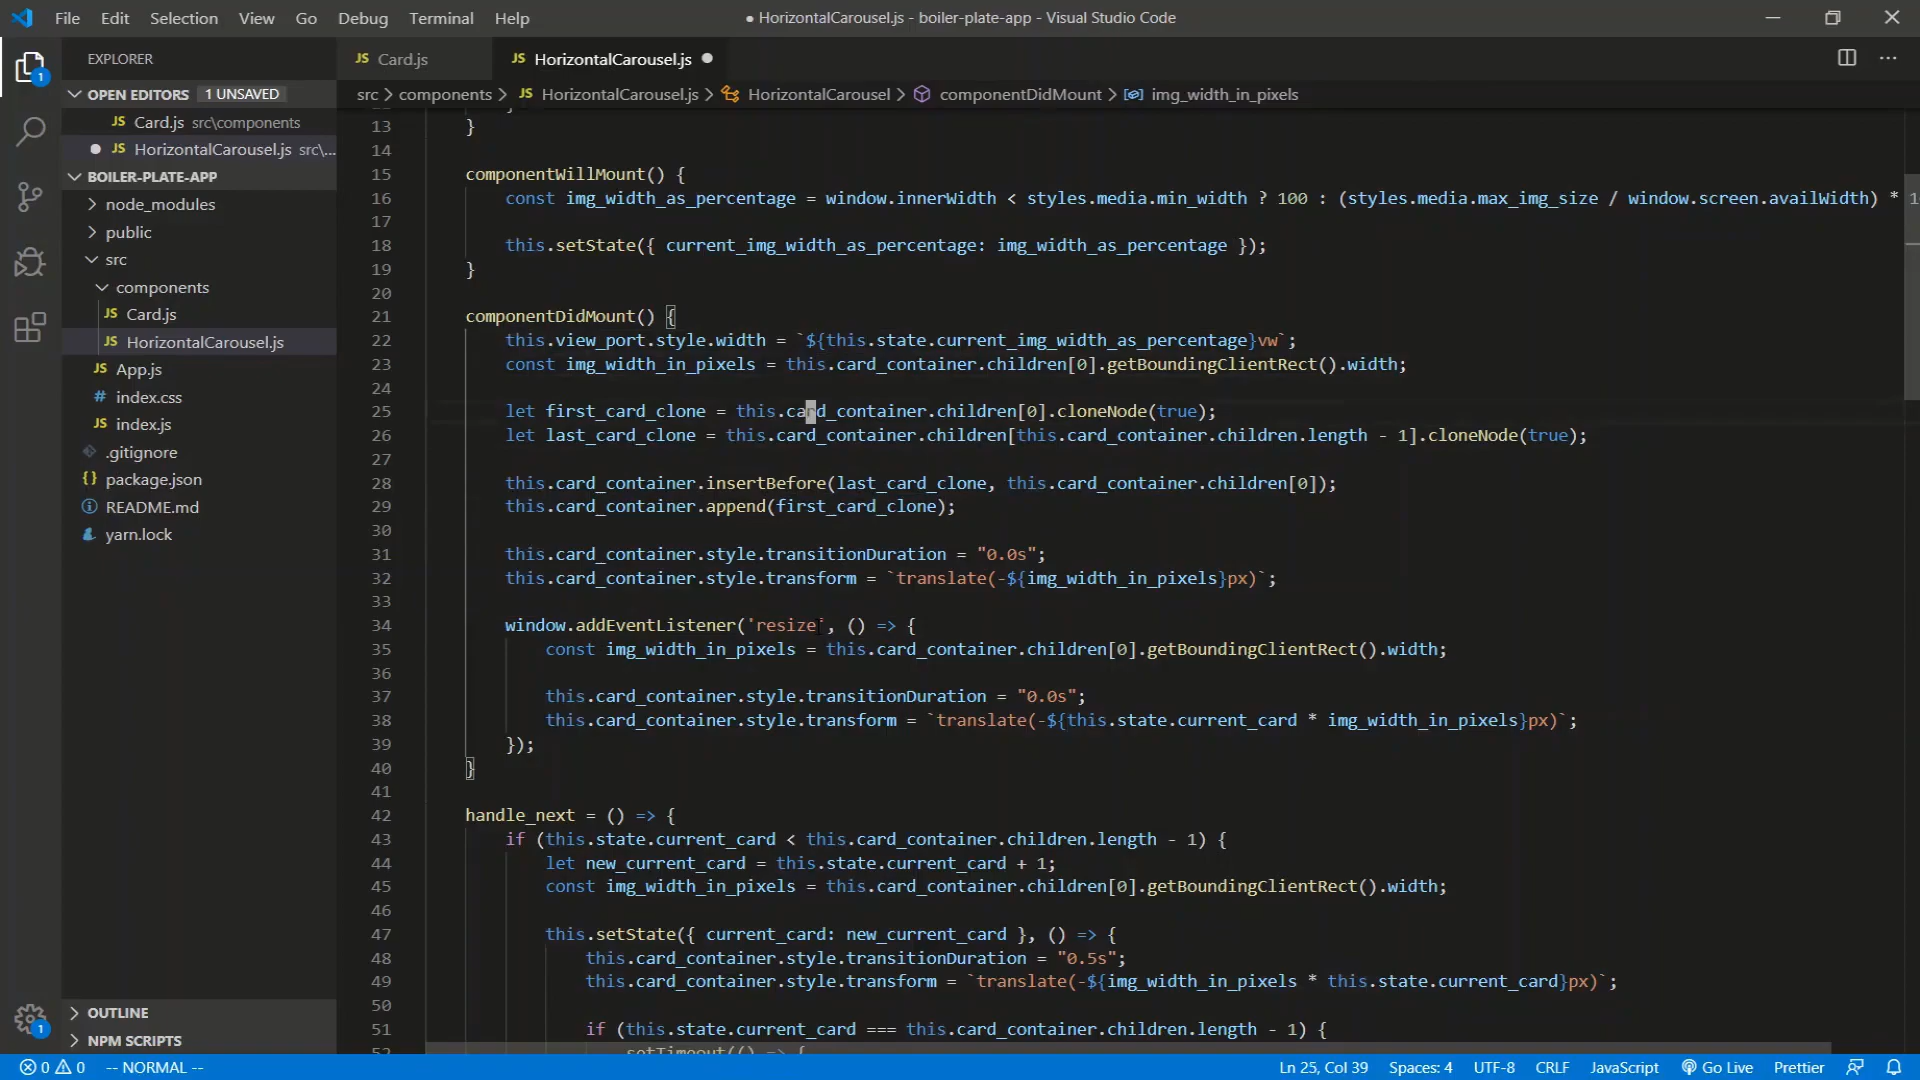 File Edit Selection View Go Debug Terminal Help
● HorizontalCarousel.js - boiler-plate-app - Visual Studio Code
EXPLORER
JS Card.js
JS HorizontalCarousel.js
OPEN EDITORS 1 UNSAVED
src > components > JS HorizontalCarousel.js > HorizontalCarousel > componentDidMount > img_width_in_pixels
JS Card.js src\components
JS HorizontalCarousel.js src\...
BOILER-PLATE-APP
node_modules
public
src
components
JS Card.js
JS HorizontalCarousel.js
JS App.js
# index.css
JS index.js
.gitignore
{} package.json
README.md
yarn.lock
OUTLINE
NPM SCRIPTS
1
1
13 }
14
15 componentWillMount() {
16 const img_width_as_percentage = window.innerWidth < styles.media.min_width ? 100 : (styles.media.max_img_size / window.screen.availWidth) *
17
18 this.setState({ current_img_width_as_percentage: img_width_as_percentage });
19 }
20
21 componentDidMount() {
22 this.view_port.style.width = `${this.state.current_img_width_as_percentage}vw`;
23 const img_width_in_pixels = this.card_container.children[0].getBoundingClientRect().width;
24
25 let first_card_clone = this.card_container.children[0].cloneNode(true);
26 let last_card_clone = this.card_container.children[this.card_container.children.length - 1].cloneNode(true);
27
28 this.card_container.insertBefore(last_card_clone, this.card_container.children[0]);
29 this.card_container.append(first_card_clone);
30
31 this.card_container.style.transitionDuration = "0.0s";
32 this.card_container.style.transform = `translate(-${img_width_in_pixels}px)`;
33
34 window.addEventListener('resize', () => {
35 const img_width_in_pixels = this.card_container.children[0].getBoundingClientRect().width;
36
37 this.card_container.style.transitionDuration = "0.0s";
38 this.card_container.style.transform = `translate(-${this.state.current_card * img_width_in_pixels}px)`;
39 });
40 }
41
42 handle_next = () => {
43 if (this.state.current_card < this.card_container.children.length - 1) {
44 let new_current_card = this.state.current_card + 1;
45 const img_width_in_pixels = this.card_container.children[0].getBoundingClientRect().width;
46
47 this.setState({ current_card: new_current_card }, () => {
48 this.card_container.style.transitionDuration = "0.5s";
49 this.card_container.style.transform = `translate(-${img_width_in_pixels * this.state.current_card}px)`;
50
51 if (this.state.current_card === this.card_container.children.length - 1) {
52 setTimeout(() => {
0 0 -- NORMAL -- Ln 25, Col 39 Spaces: 4 UTF-8 CRLF JavaScript Go Live Prettier